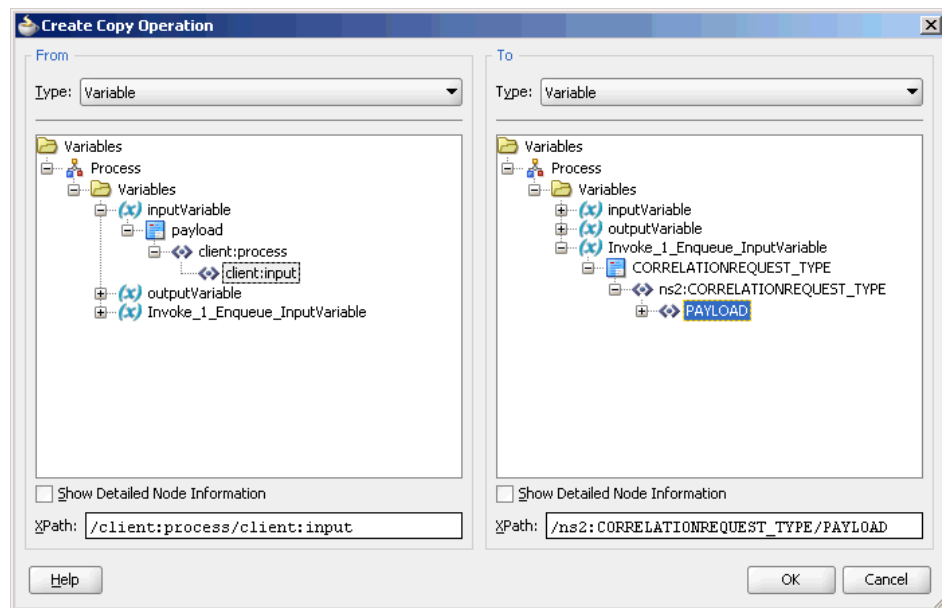 Create Copy Operation
From
Type: Variable
Variables
Process
Variables
inputVariable
payload
client:process
client:input
outputVariable
Invoke_1_Enqueue_InputVariable
Show Detailed Node Information
XPath: /client:process/client:input
To
Type: Variable
Variables
Process
Variables
inputVariable
outputVariable
Invoke_1_Enqueue_InputVariable
CORRELATIONREQUEST_TYPE
ns2:CORRELATIONREQUEST_TYPE
PAYLOAD
Show Detailed Node Information
XPath: /ns2:CORRELATIONREQUEST_TYPE/PAYLOAD
Help
OK
Cancel